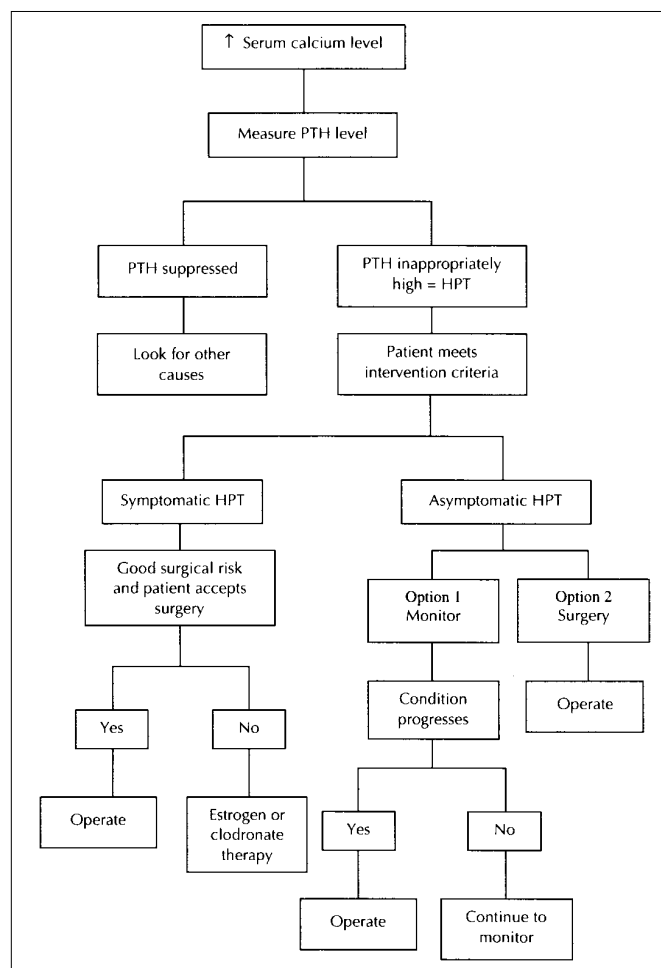 ↑ Serum calcium level
Measure PTH level
PTH suppressed
PTH inappropriately
high = HPT
Look for other
causes
Patient meets
intervention criteria
Symptomatic HPT
Asymptomatic HPT
Good surgical risk
and patient accepts
surgery
Option 1
Monitor
Option 2
Surgery
Yes
No
Condition
progresses
Operate
Operate
Estrogen or
clodronate
therapy
Yes
No
Operate
Continue to
monitor